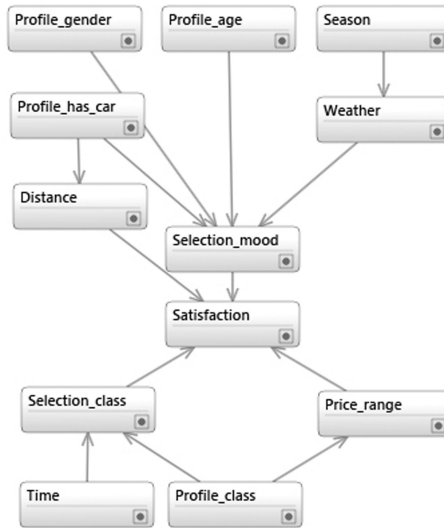 Profile_gender
Profile_age
Season
Profile_has_car
Weather
Distance
Selection_mood
Satisfaction
Selection_class
Price_range
Time
Profile_class